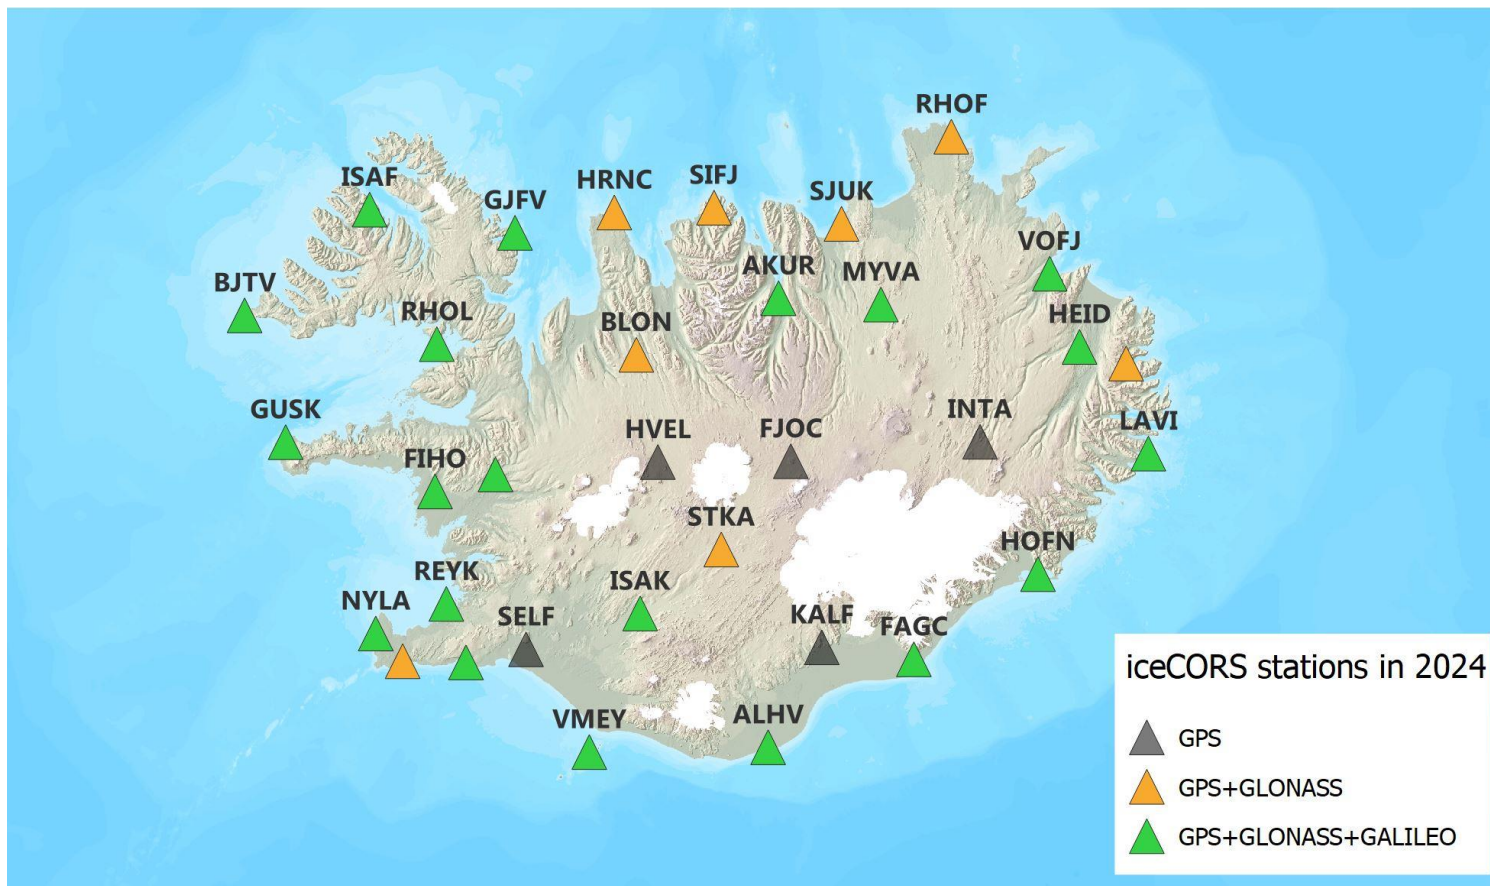 RHOF
ISAF
HRNC
SIFJ
GJFV
SJUK
VOFJ
AKUR
MYVA
BJTV
RHOL
BLON
HEID
GUSK
HVEL
FJOC
INTA
LAVI
FIHO
STKA
HOFN
REYK
ISAK
NYLA
SELF
KALF
FAGC
VMEY
ALHV
iceCORS stations in 2024
GPS
GPS+GLONASS
GPS+GLONASS+GALILEO